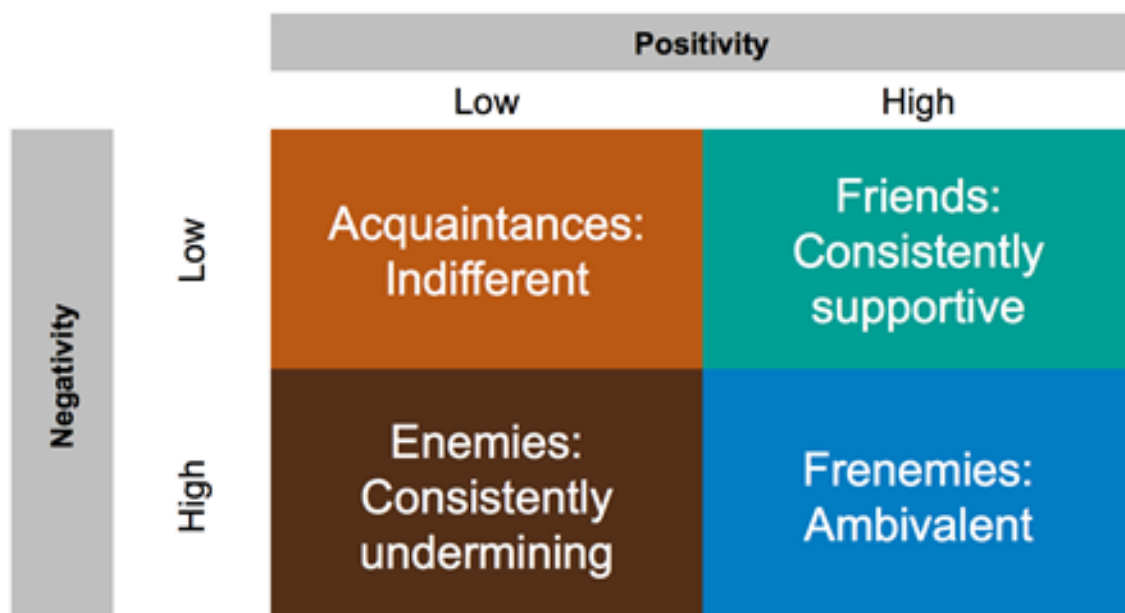 Positivity
Low
High
Negativity
Low
Acquaintances:
Indifferent
Friends:
Consistently
supportive
High
Enemies:
Consistently
undermining
Frenemies:
Ambivalent